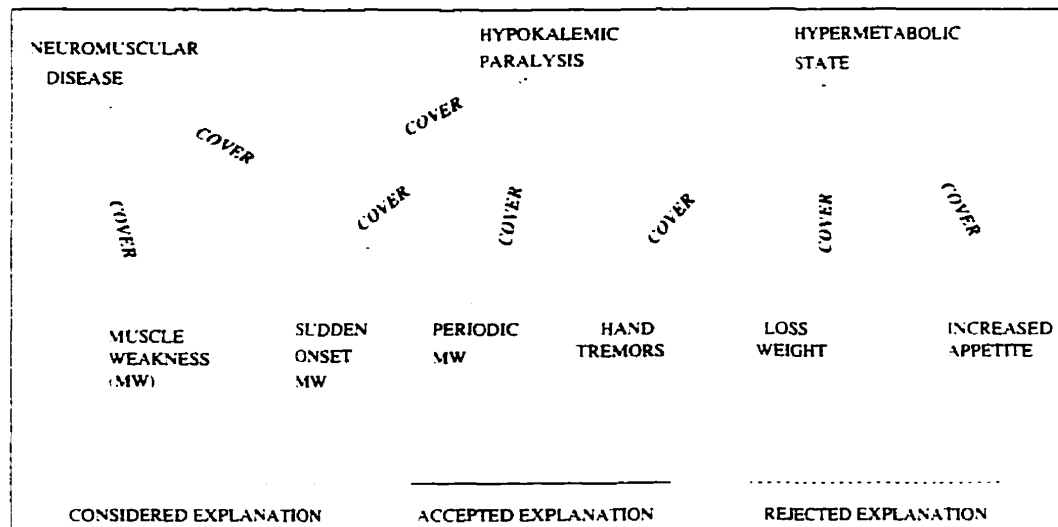 NEUROMUSCULAR
DISEASE
HYPOKALEMIC
PARALYSIS
HYPERMETABOLIC
STATE
COVER
COVER
COVER
COVER
COVER
COVER
COVER
COVER
MUSCLE
WEAKNESS
(MW)
SUDDEN
ONSET
MW
PERIODIC
MW
HAND
TREMORS
LOSS
WEIGHT
INCREASED
APPETITE
CONSIDERED EXPLANATION
ACCEPTED EXPLANATION
REJECTED EXPLANATION